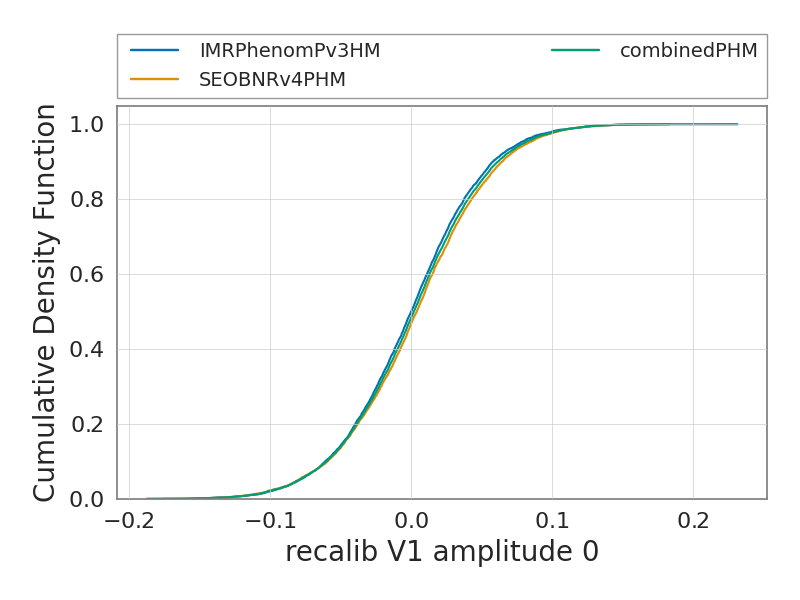 IMRPhenomPv3HM
SEOBNRv4PHM
combinedPHM
Cumulative Density Function
1.0
0.8
0.6
0.4
0.2
0.0
−0.2 −0.1 0.0 0.1 0.2
recalib V1 amplitude 0